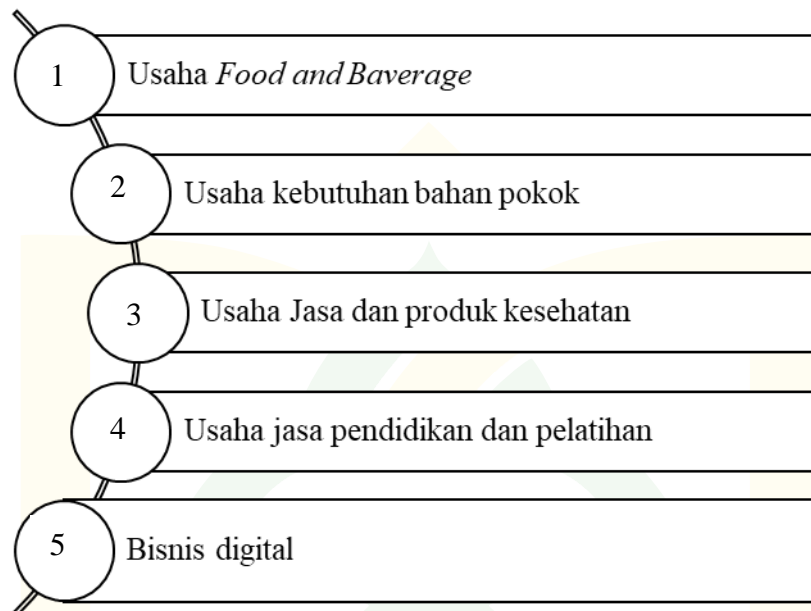 1 Usaha Food and Baverage
2 Usaha kebutuhan bahan pokok
3 Usaha Jasa dan produk kesehatan
4 Usaha jasa pendidikan dan pelatihan
5 Bisnis digital